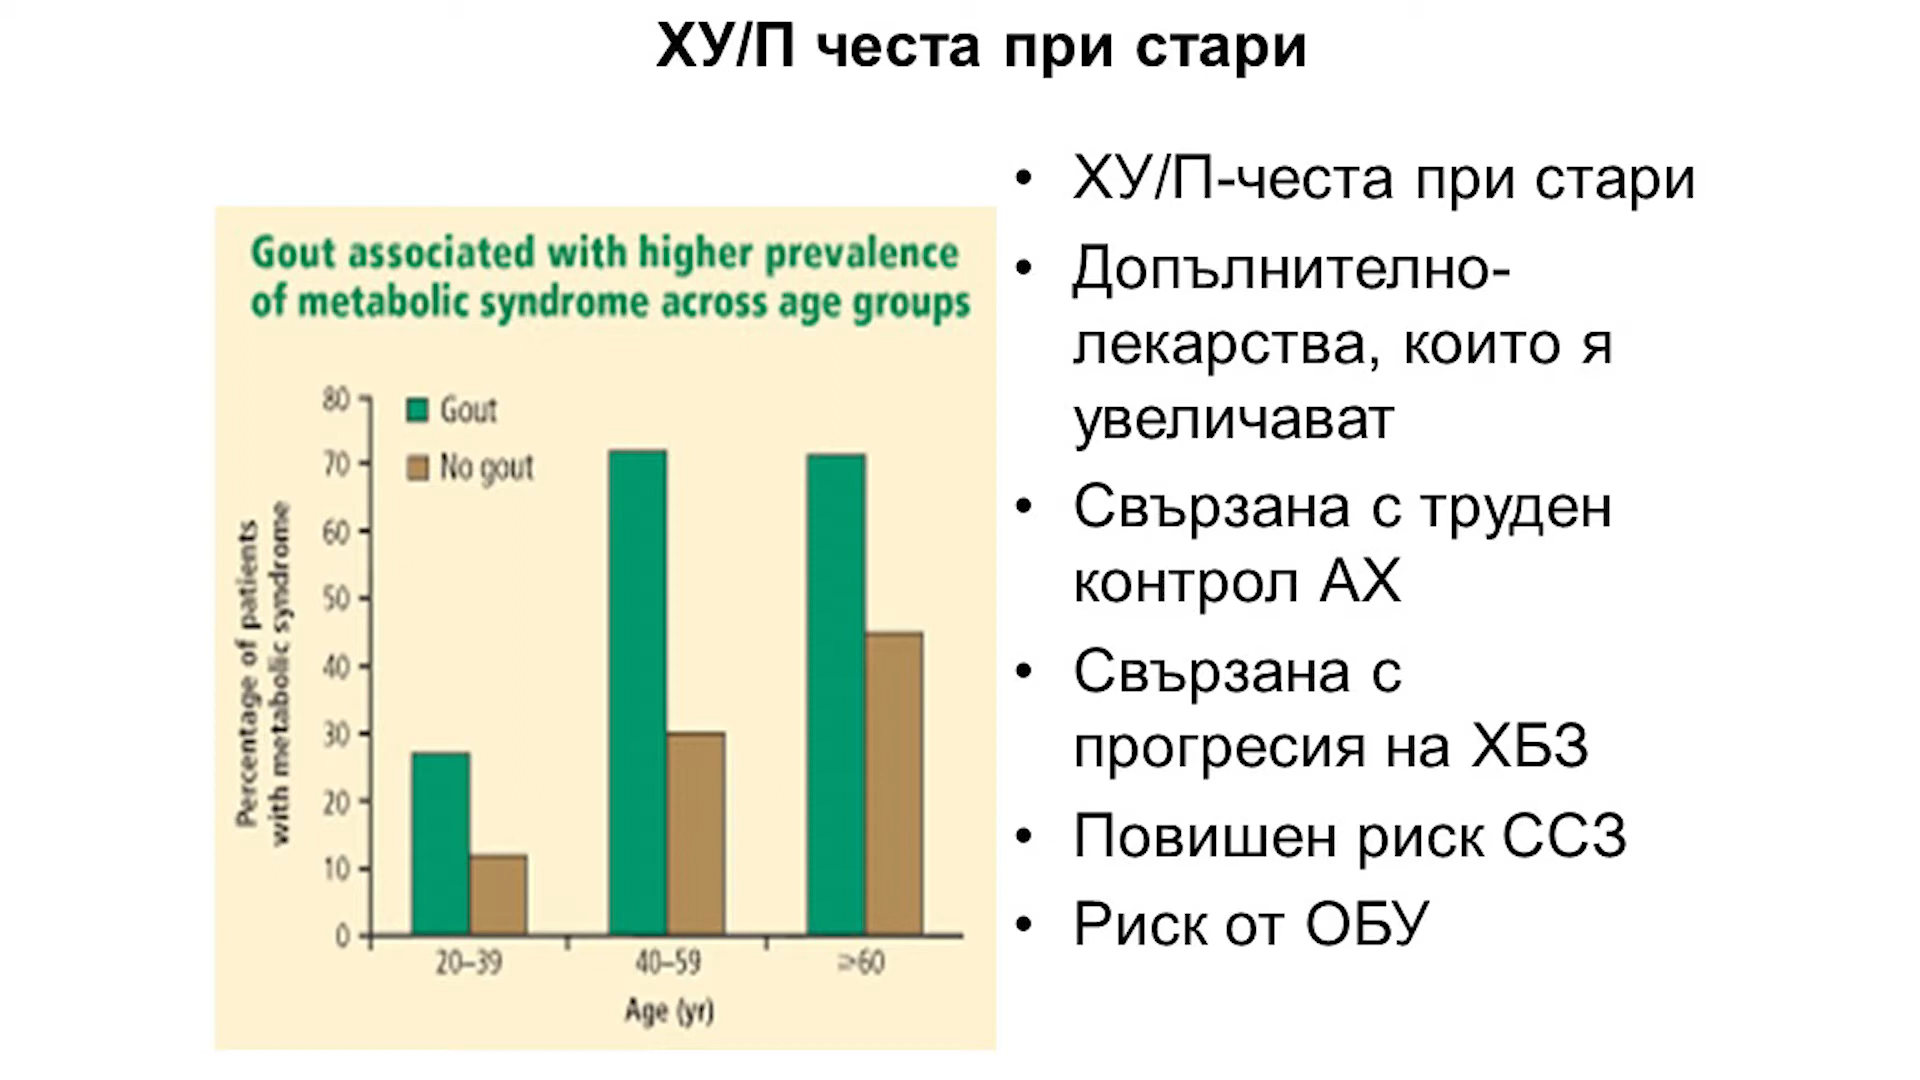 ХУ/П честа при стари
Gout associated with higher prevalence
of metabolic syndrome across age groups
Percentage of patients
with metabolic syndrome
80
70
60
50
40
30
20
10
0
Gout
No gout
20–39
40–59
≥60
Age (yr)
• ХУ/П-честа при стари
• Допълнително-
лекарства, които я
увеличават
• Свързана с труден
контрол АХ
• Свързана с
прогресия на ХБЗ
• Повишен риск ССЗ
• Риск от ОБУ